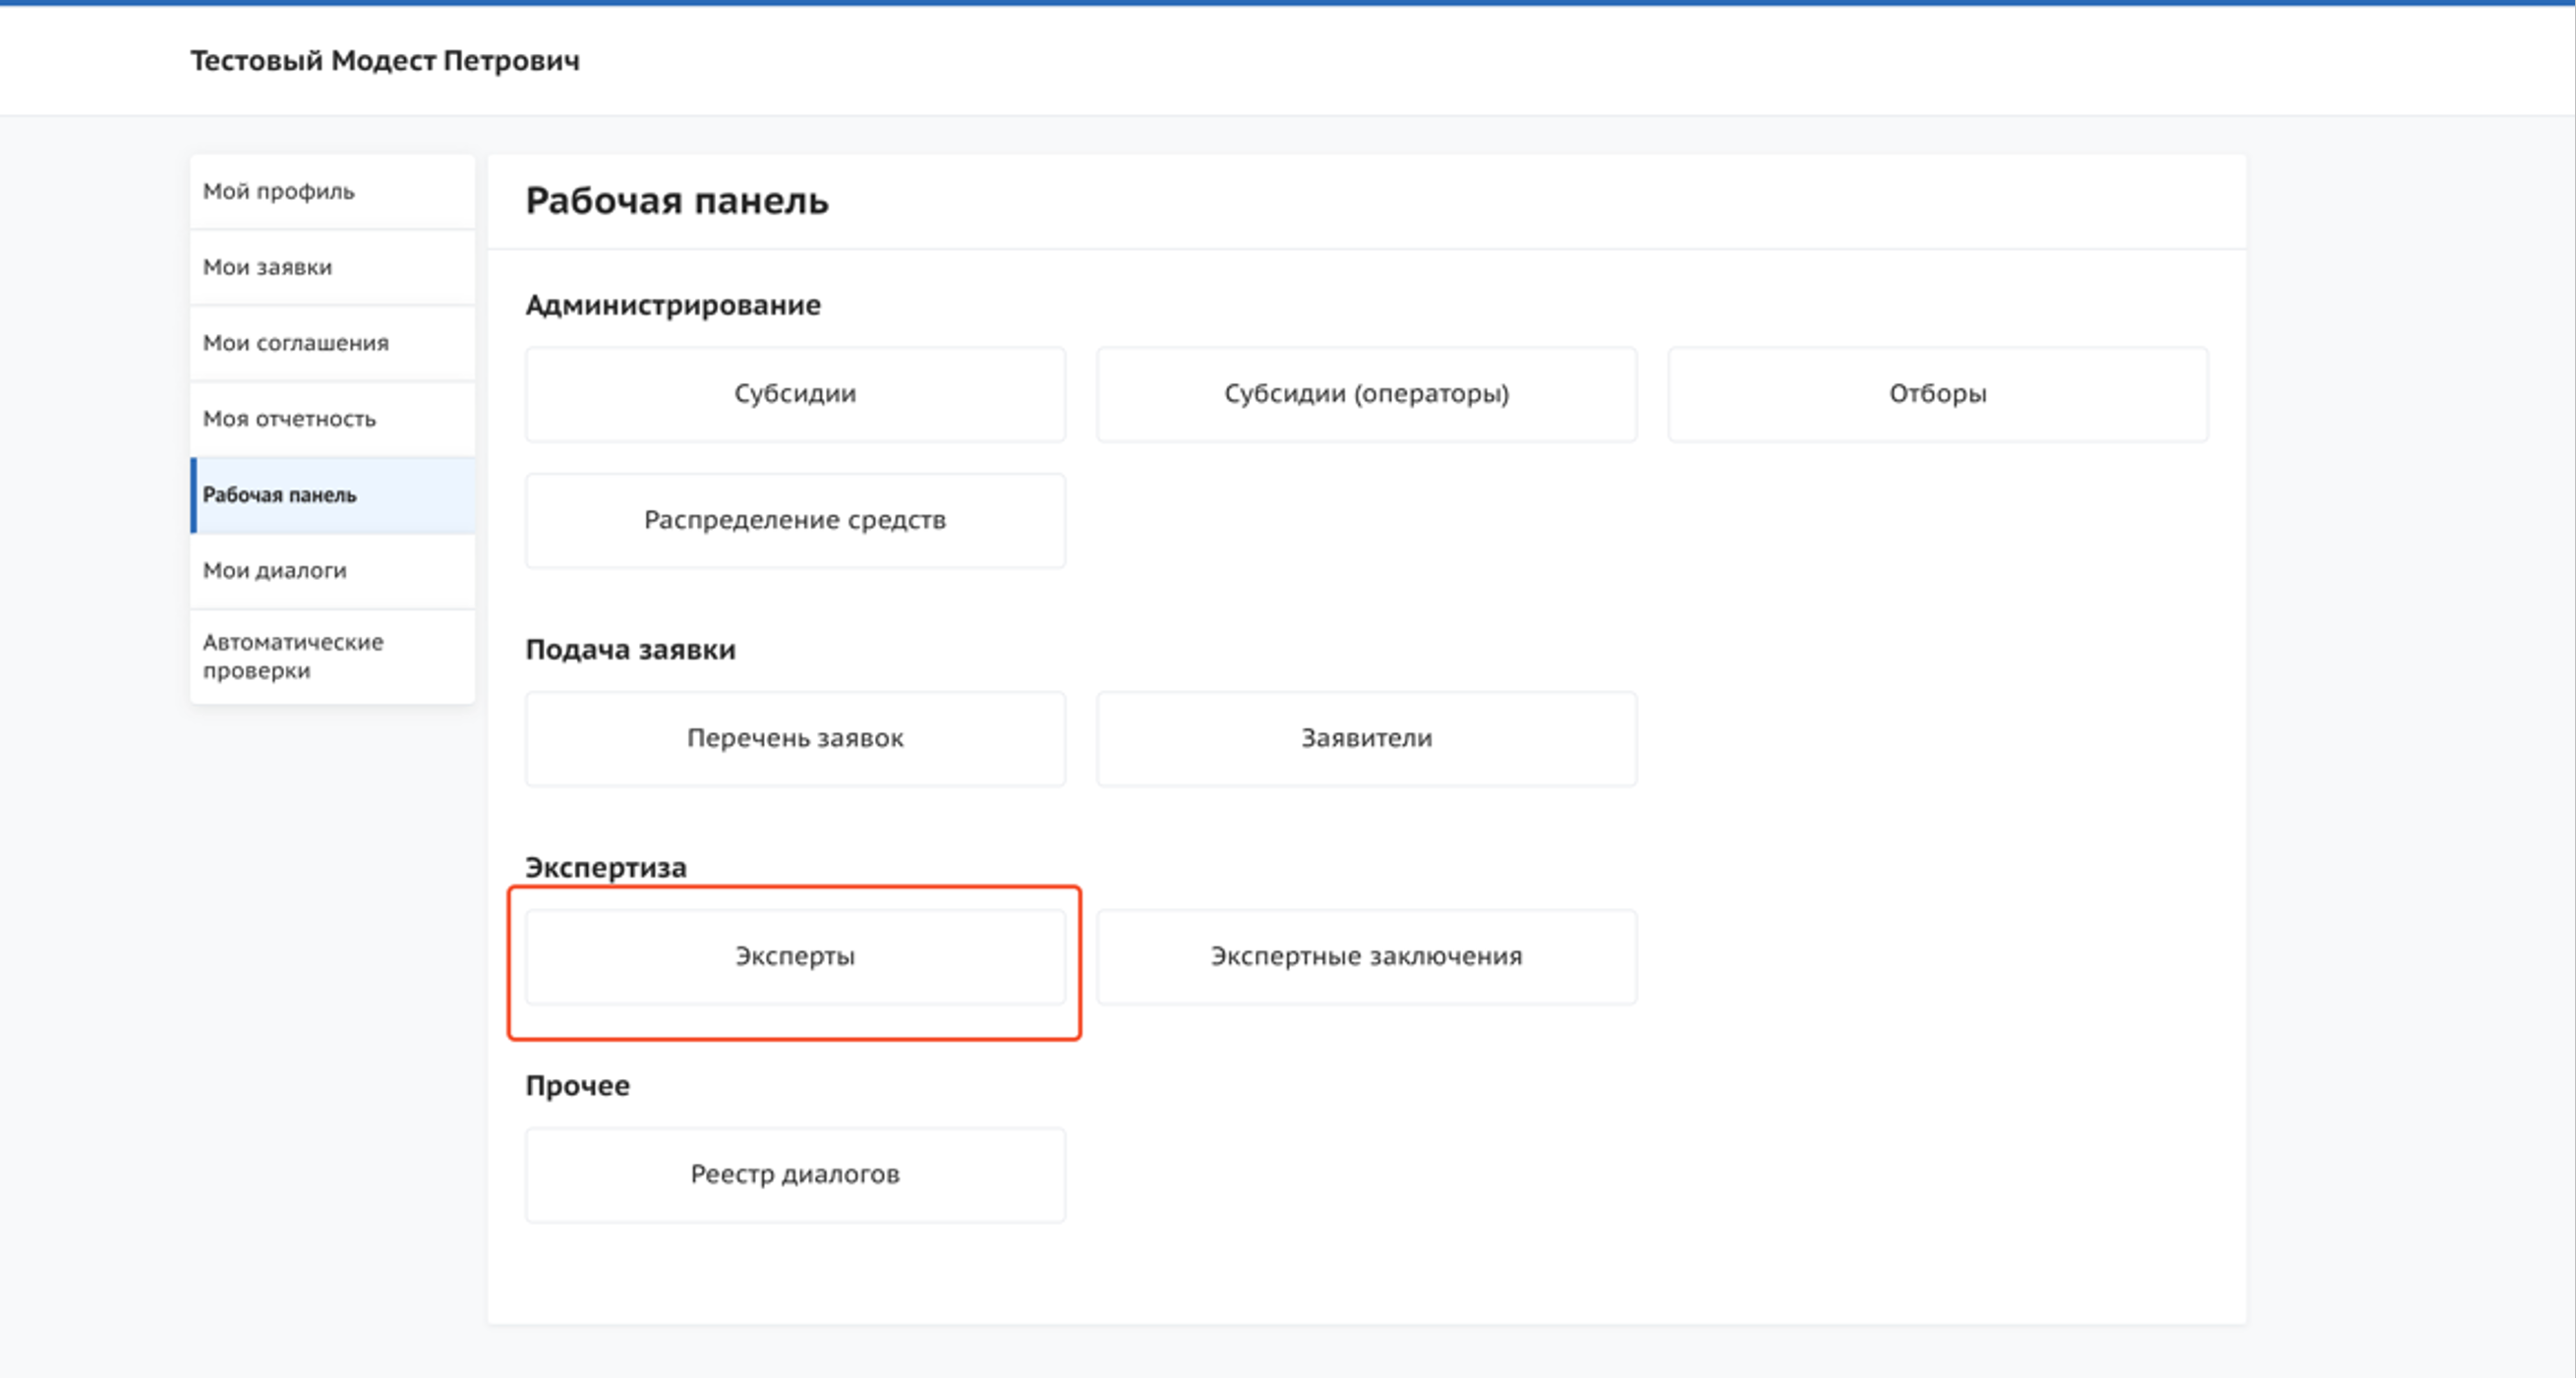 Тестовый Модест Петрович
Мой профиль
Мои заявки
Мои соглашения
Моя отчетность
Рабочая панель
Мои диалоги
Автоматические
проверки
Рабочая панель
Администрирование
Субсидии
Субсидии (операторы)
Отборы
Распределение средств
Подача заявки
Перечень заявок
Заявители
Экспертиза
Эксперты
Экспертные заключения
Прочее
Реестр диалогов